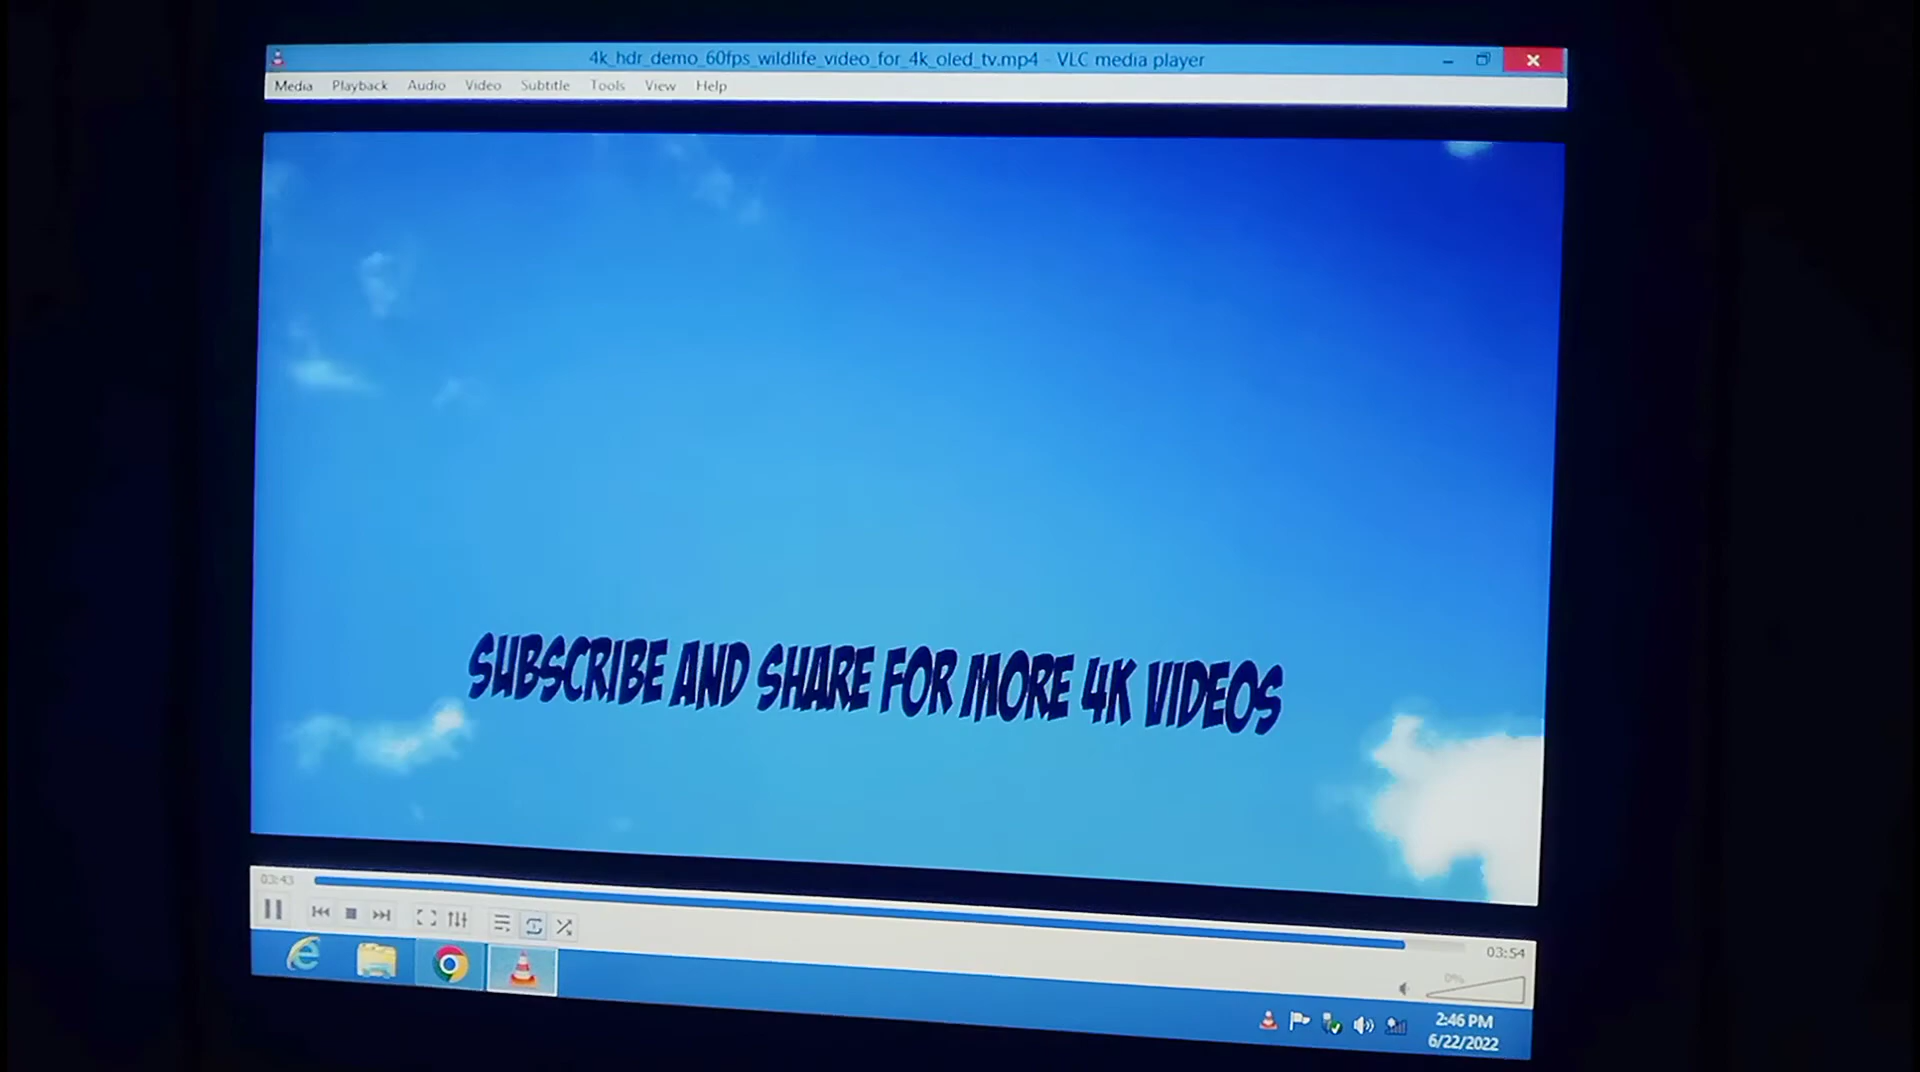 4k_hdr_demo_60fps_wildlife_video_for_4k_oled_tv.mp4 - VLC media player
Media Playback Audio Video Subtitle Tools View Help
SUBSCRIBE AND SHARE FOR MORE 4K VIDEOS
03:43
03:54
0%
2:46 PM
6/22/2022